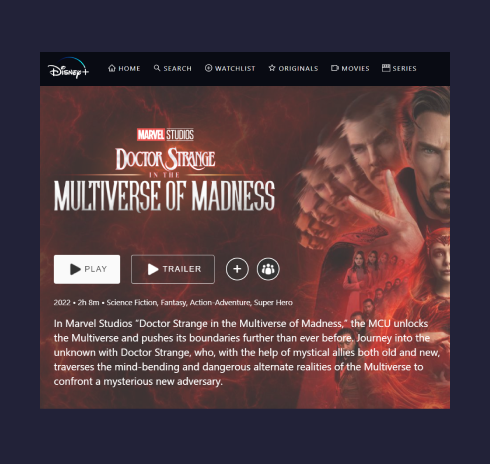 Disney+
HOME SEARCH WATCHLIST ORIGINALS MOVIES SERIES
MARVEL STUDIOS
DOCTOR STRANGE
IN THE
MULTIVERSE OF MADNESS
PLAY TRAILER
2022 • 2h 8m • Science Fiction, Fantasy, Action-Adventure, Super Hero
In Marvel Studios “Doctor Strange in the Multiverse of Madness,” the MCU unlocks
the Multiverse and pushes its boundaries further than ever before. Journey into the
unknown with Doctor Strange, who, with the help of mystical allies both old and new,
traverses the mind-bending and dangerous alternate realities of the Multiverse to
confront a mysterious new adversary.